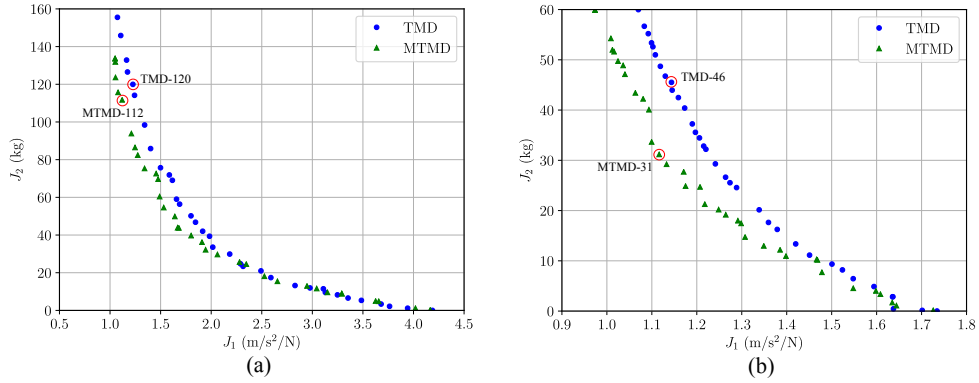 160
140
120
100
80
60
40
20
0
J₂ (kg)
TMD
MTMD
TMD-120
MTMD-112
0.5 1.0 1.5 2.0 2.5 3.0 3.5 4.0 4.5
J₁ (m/s²/N)
(a)
60
50
40
30
20
10
0
J₂ (kg)
TMD
MTMD
TMD-46
MTMD-31
0.9 1.0 1.1 1.2 1.3 1.4 1.5 1.6 1.7 1.8
J₁ (m/s²/N)
(b)